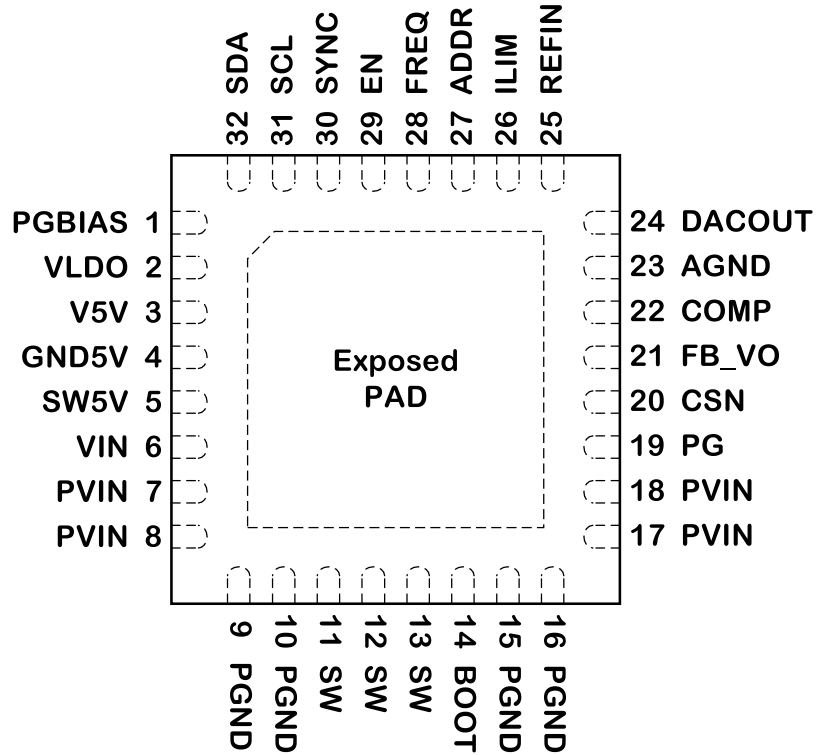 32 SDA
31 SCL
30 SYNC
29 EN
28 FREQ
27 ADDR
26 ILIM
25 REFIN
PGBIAS 1
VLDO 2
V5V 3
GND5V 4
SW5V 5
VIN 6
PVIN 7
PVIN 8
Exposed
PAD
24 DACOUT
23 AGND
22 COMP
21 FB_VO
20 CSN
19 PG
18 PVIN
17 PVIN
9 PGND
10 PGND
11 SW
12 SW
13 SW
14 BOOT
15 PGND
16 PGND